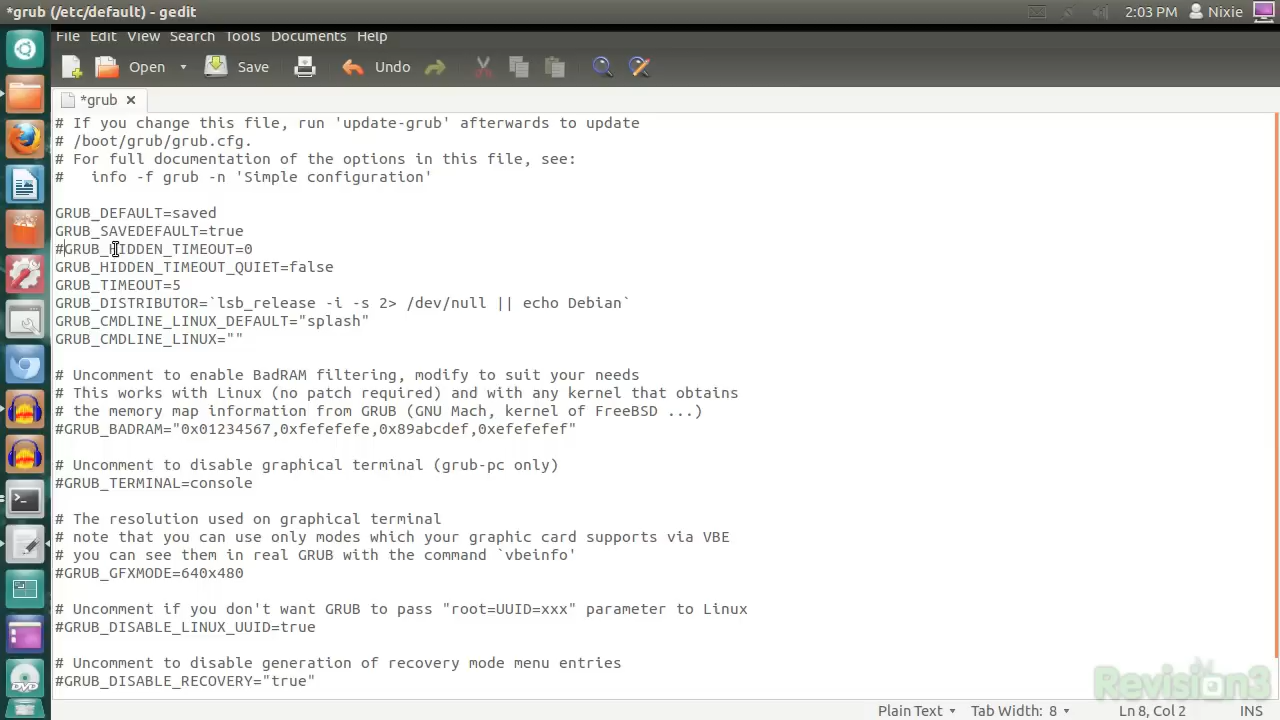 *grub (/etc/default) - gedit
2:03 PM Nixie
File Edit View Search Tools Documents Help
Open Save Undo
*grub
# If you change this file, run 'update-grub' afterwards to update
# /boot/grub/grub.cfg.
# For full documentation of the options in this file, see:
#   info -f grub -n 'Simple configuration'
GRUB_DEFAULT=saved
GRUB_SAVEDEFAULT=true
#GRUB_HIDDEN_TIMEOUT=0
GRUB_HIDDEN_TIMEOUT_QUIET=false
GRUB_TIMEOUT=5
GRUB_DISTRIBUTOR=`lsb_release -i -s 2> /dev/null || echo Debian`
GRUB_CMDLINE_LINUX_DEFAULT="splash"
GRUB_CMDLINE_LINUX=""
# Uncomment to enable BadRAM filtering, modify to suit your needs
# This works with Linux (no patch required) and with any kernel that obtains
# the memory map information from GRUB (GNU Mach, kernel of FreeBSD ...)
#GRUB_BADRAM="0x01234567,0xfefefefe,0x89abcdef,0xefefefef"
# Uncomment to disable graphical terminal (grub-pc only)
#GRUB_TERMINAL=console
# The resolution used on graphical terminal
# note that you can use only modes which your graphic card supports via VBE
# you can see them in real GRUB with the command `vbeinfo'
#GRUB_GFXMODE=640x480
# Uncomment if you don't want GRUB to pass "root=UUID=xxx" parameter to Linux
#GRUB_DISABLE_LINUX_UUID=true
# Uncomment to disable generation of recovery mode menu entries
#GRUB_DISABLE_RECOVERY="true"
Revision3
Plain Text Tab Width: 8 Ln 8, Col 2 INS